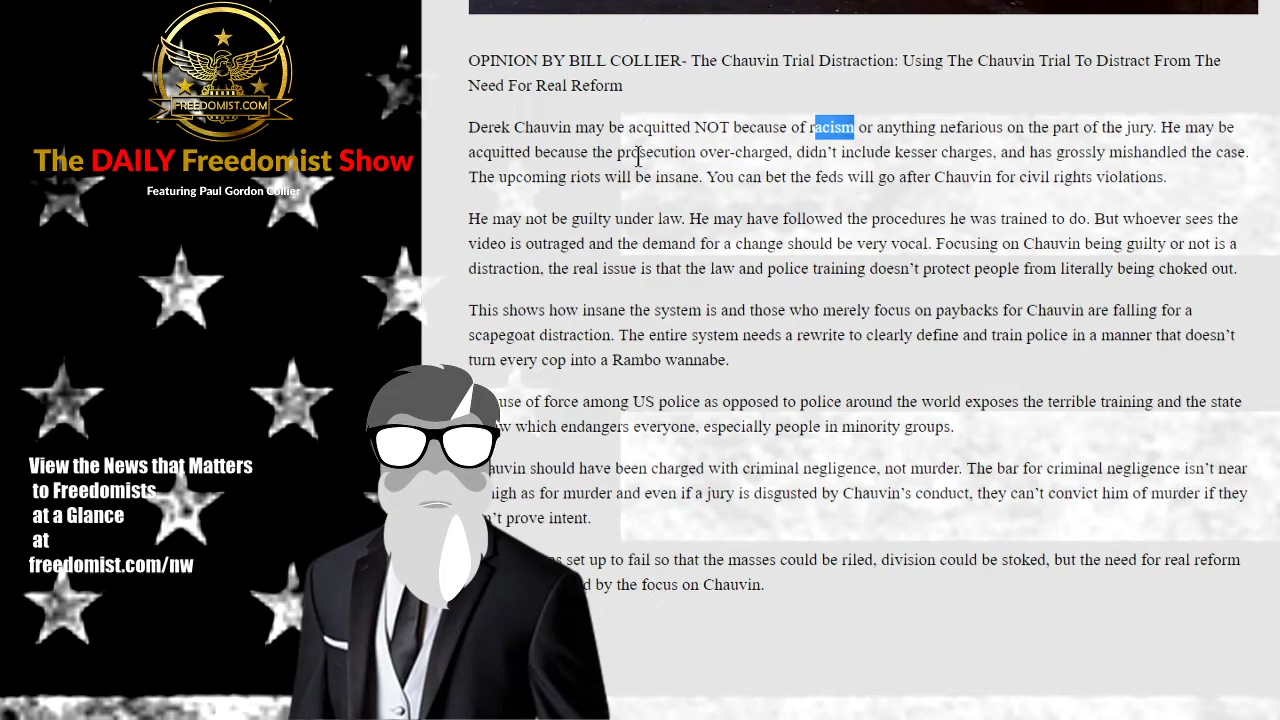 FREEDOMIST.COM
The DAILY Freedomist Show
Featuring Paul Gordon Collier
View the News that Matters
to Freedomists
at a Glance
at
freedomist.com/nw
OPINION BY BILL COLLIER- The Chauvin Trial Distraction: Using The Chauvin Trial To Distract From The
Need For Real Reform
Derek Chauvin may be acquitted NOT because of racism or anything nefarious on the part of the jury. He may be
acquitted because the prosecution over-charged, didn’t include kesser charges, and has grossly mishandled the case.
The upcoming riots will be insane. You can bet the feds will go after Chauvin for civil rights violations.
He may not be guilty under law. He may have followed the procedures he was trained to do. But whoever sees the
video is outraged and the demand for a change should be very vocal. Focusing on Chauvin being guilty or not is a
distraction, the real issue is that the law and police training doesn’t protect people from literally being choked out.
This shows how insane the system is and those who merely focus on paybacks for Chauvin are falling for a
scapegoat distraction. The entire system needs a rewrite to clearly define and train police in a manner that doesn’t
turn every cop into a Rambo wannabe.
use of force among US police as opposed to police around the world exposes the terrible training and the state
which endangers everyone, especially people in minority groups.
should have been charged with criminal negligence, not murder. The bar for criminal negligence isn’t near
high as for murder and even if a jury is disgusted by Chauvin’s conduct, they can’t convict him of murder if they
prove intent.
set up to fail so that the masses could be riled, division could be stoked, but the need for real reform
by the focus on Chauvin.